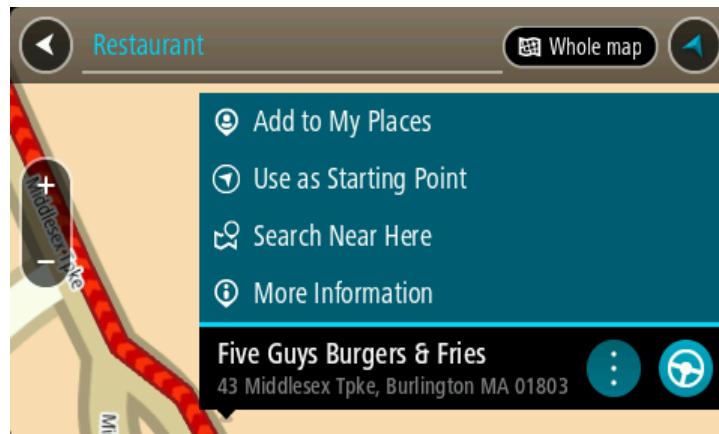 Restaurant
Whole map
Add to My Places
Use as Starting Point
Search Near Here
More Information
Five Guys Burgers & Fries
43 Middlesex Tpke, Burlington MA 01803
+
Middlesex Tpke
−
Mi